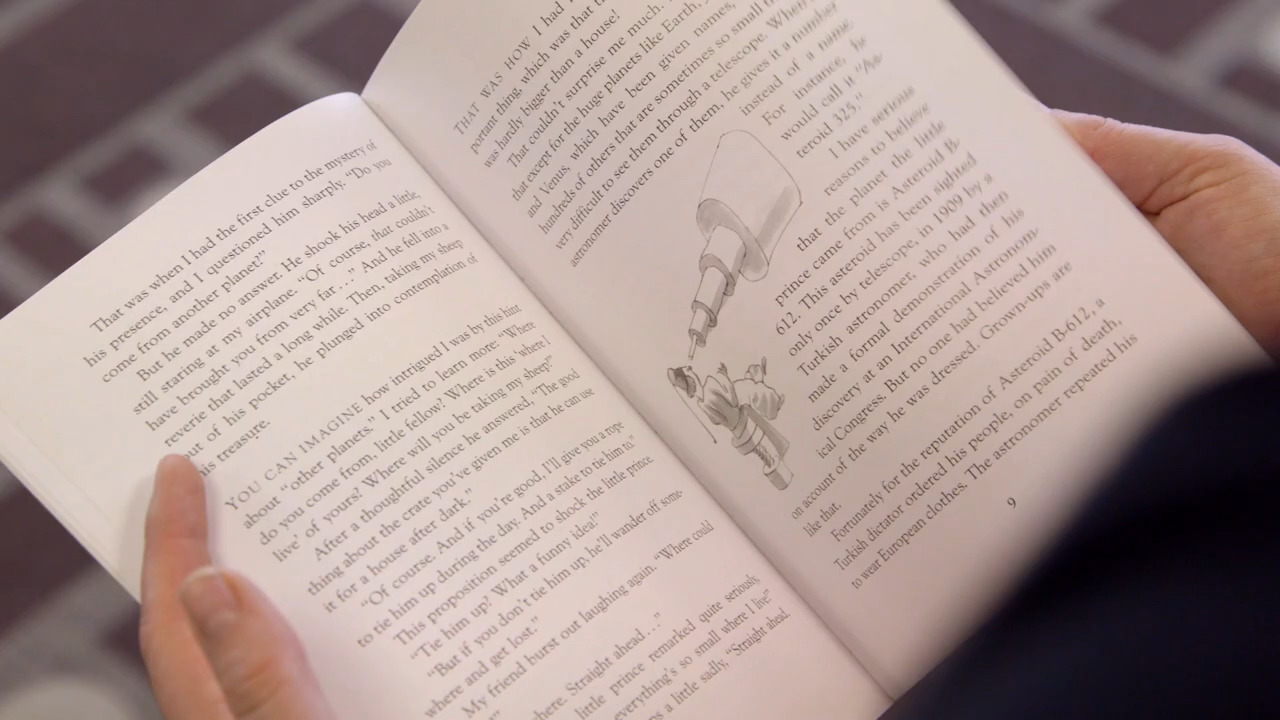 That was when I had the first clue to the mystery of
his presence, and I questioned him sharply. "Do you
come from another planet?"
But he made no answer. He shook his head a little,
still staring at my airplane. "Of course, that couldn't
have brought you from very far . . ." And he fell into a
reverie that lasted a long while. Then, taking my sheep
out of his pocket, he plunged into contemplation of
his treasure.
YOU CAN IMAGINE how intrigued I was by this hint
about "other planets." I tried to learn more: "Where
do you come from, little fellow? Where is this 'where I
live' of yours? Where will you be taking my sheep?"
After a thoughtful silence he answered, "The good
thing about the crate you've given me is that he can use
it for a house after dark."
"Of course. And if you're good, I'll give you a rope
to tie him up during the day. And a stake to tie him to."
This proposition seemed to shock the little prince.
"Tie him up? What a funny idea!"
"But if you don't tie him up, he'll wander off some-
where and get lost."
My friend burst out laughing again. "Where could
where. Straight ahead . . ."
little prince remarked quite seriously,
everything's so small where I live!"
a little sadly, "Straight ahead,
THAT WAS HOW I had
portant thing, which was that
was hardly bigger than a house!
That couldn't surprise me much.
that except for the huge planets like Earth,
and Venus, which have been given names,
hundreds of others that are sometimes so small
very difficult to see them through a telescope. When
astronomer discovers one of them, he gives it a number
instead of a name.
For instance, he
would call it "As-
teroid 325."
I have serious
reasons to believe
that the planet the little
prince came from is Asteroid B-
612. This asteroid has been sighted
only once by telescope, in 1909 by a
Turkish astronomer, who had then
made a formal demonstration of his
discovery at an International Astronom-
ical Congress. But no one had believed him
on account of the way he was dressed. Grown-ups are
like that.
Fortunately for the reputation of Asteroid B-612, a
Turkish dictator ordered his people, on pain of death,
to wear European clothes. The astronomer repeated his
9